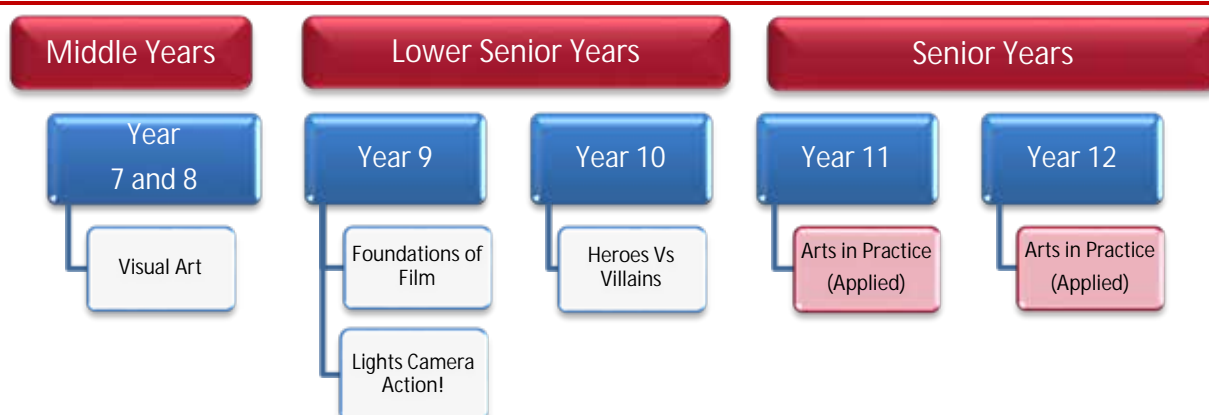 Middle Years
Lower Senior Years
Senior Years
Year
7 and 8
Year 9
Year 10
Year 11
Year 12
Visual Art
Foundations of
Film
Lights Camera
Action!
Heroes Vs
Villains
Arts in Practice
(Applied)
Arts in Practice
(Applied)